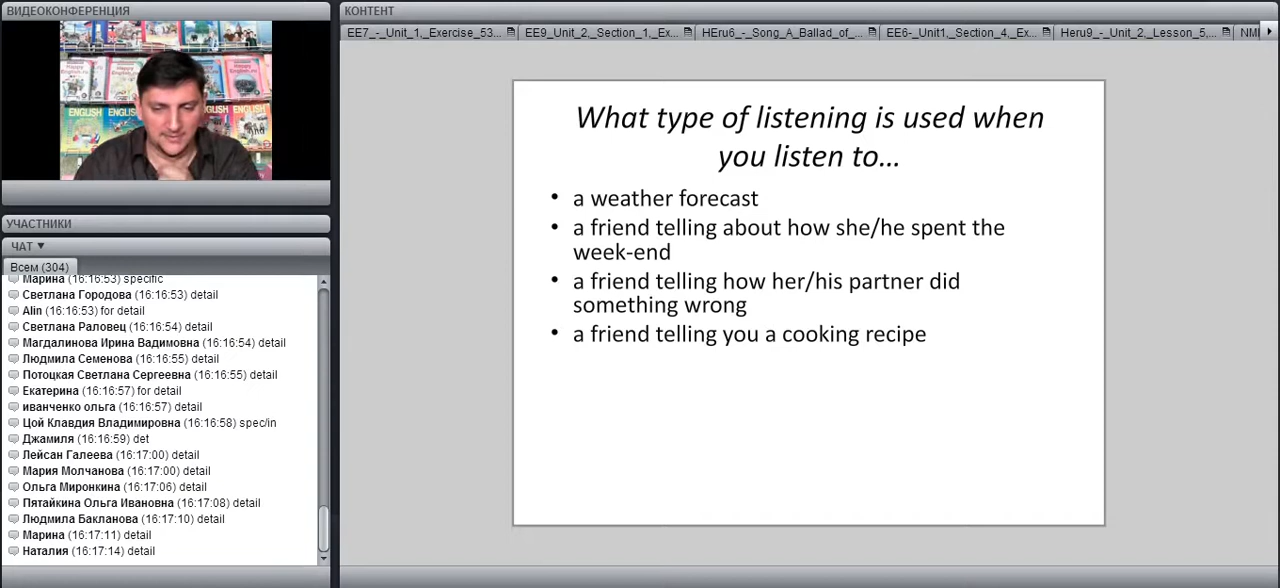 ВИДЕОКОНФЕРЕНЦИЯ
ENGLISH
ENGLISH
УЧАСТНИКИ
ЧАТ ▼
Всем (304)
Марина (16:16:53) specific
Светлана Городова (16:16:53) detail
Alin (16:16:53) for detail
Светлана Раловец (16:16:54) detail
Магдалинова Ирина Вадимовна (16:16:54) detail
Людмила Семенова (16:16:55) detail
Потоцкая Светлана Сергеевна (16:16:55) detail
Екатерина (16:16:57) for detail
иванченко ольга (16:16:57) detail
Цой Клавдия Владимировна (16:16:58) spec/in
Джамиля (16:16:59) det
Лейсан Галеева (16:17:00) detail
Мария Молчанова (16:17:00) detail
Ольга Миронкина (16:17:06) detail
Пятайкина Ольга Ивановна (16:17:08) detail
Людмила Бакланова (16:17:10) detail
Марина (16:17:11) detail
Наталия (16:17:14) detail
КОНТЕНТ
EE7_-_Unit_1,_Exercise_53...
EE9_Unit_2,_Section_1,_Ex...
HEru6_-_Song_A_Ballad_of_...
EE6-_Unit1,_Section_4,_Ex...
Heru9_-_Unit_2,_Lesson_5,...
NMI
What type of listening is used when
you listen to...
• a weather forecast
• a friend telling about how she/he spent the
week-end
• a friend telling how her/his partner did
something wrong
• a friend telling you a cooking recipe